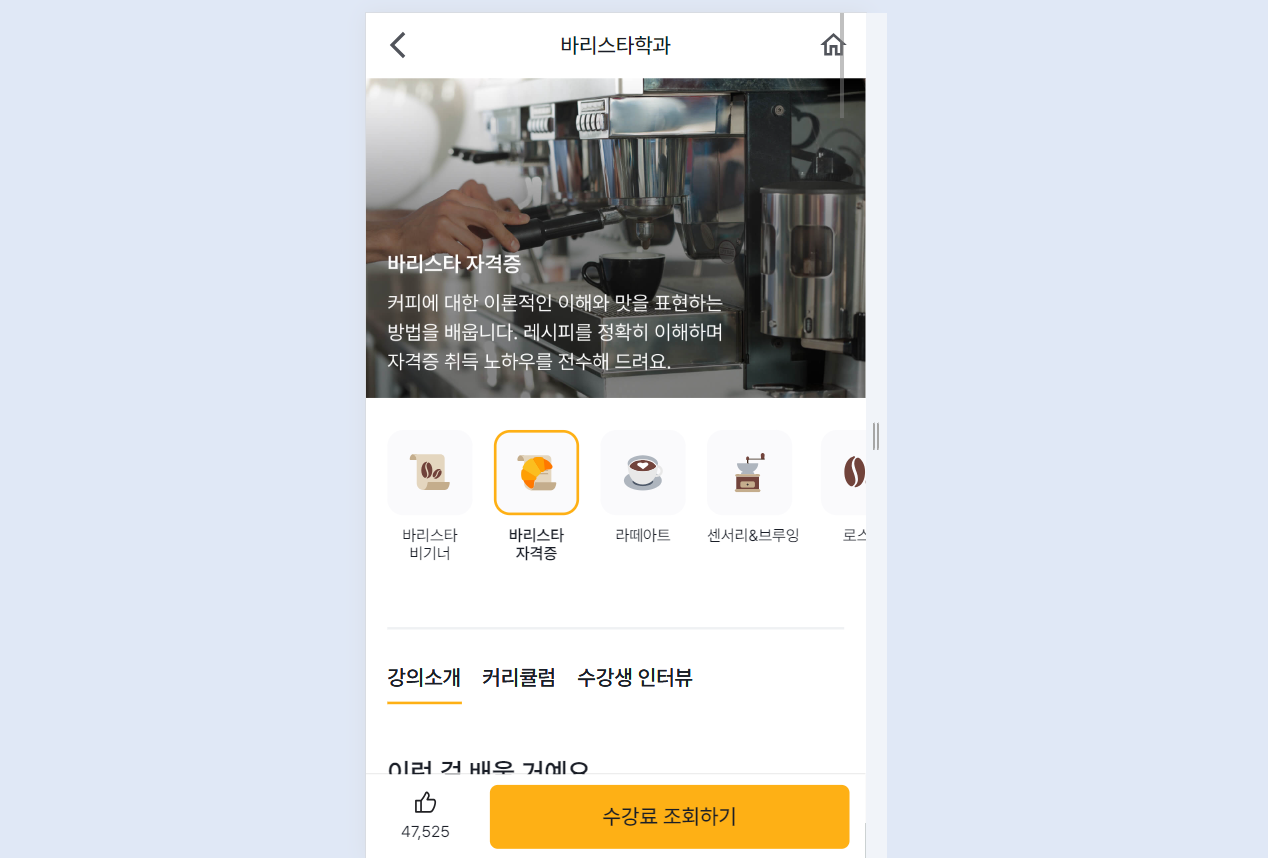 바리스타학과
바리스타 자격증
커피에 대한 이론적인 이해와 맛을 표현하는
방법을 배웁니다. 레시피를 정확히 이해하며
자격증 취득 노하우를 전수해 드려요.
바리스타
비기너
바리스타
자격증
라떼아트
센서리&브루잉
로스
강의소개 커리큘럼 수강생 인터뷰
이런 걸 배울 거예요
47,525
수강료 조회하기